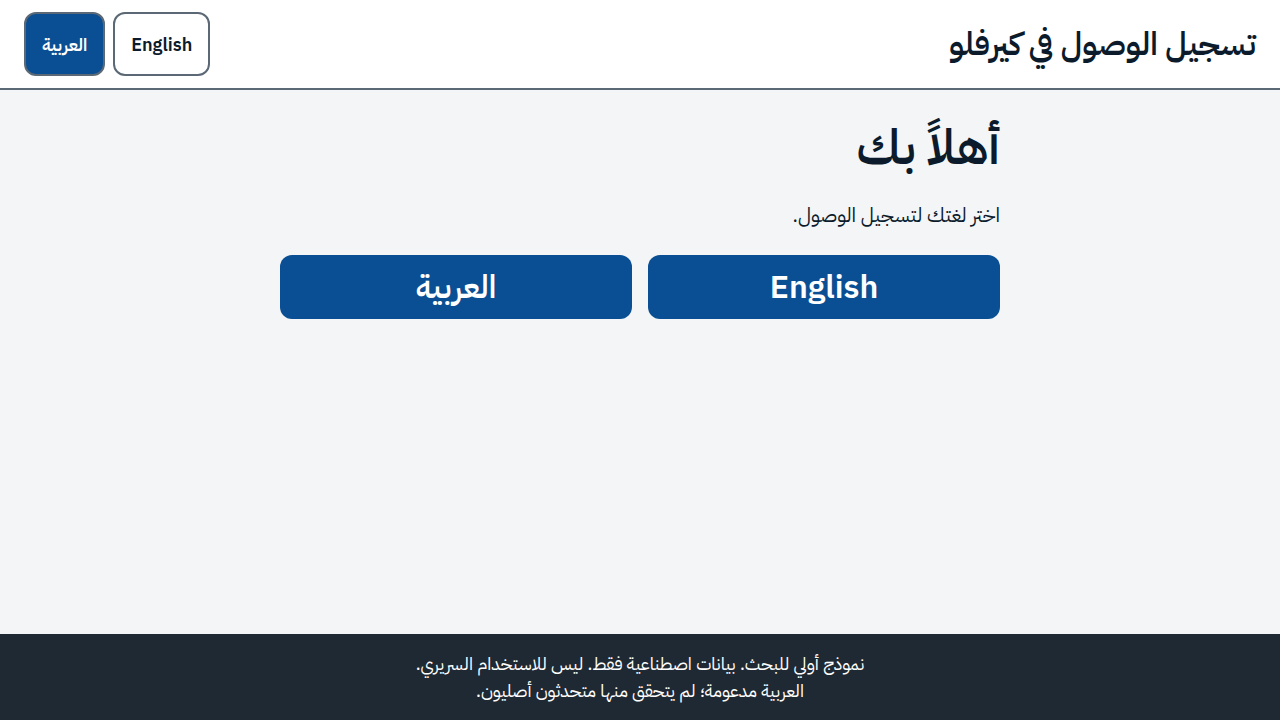 تسجيل الوصول في كيرفلو
English
العربية
أهلاً بك
اختر لغتك لتسجيل الوصول.
English
العربية
نموذج أولي للبحث. بيانات اصطناعية فقط. ليس للاستخدام السريري.
العربية مدعومة؛ لم يتحقق منها متحدثون أصليون.